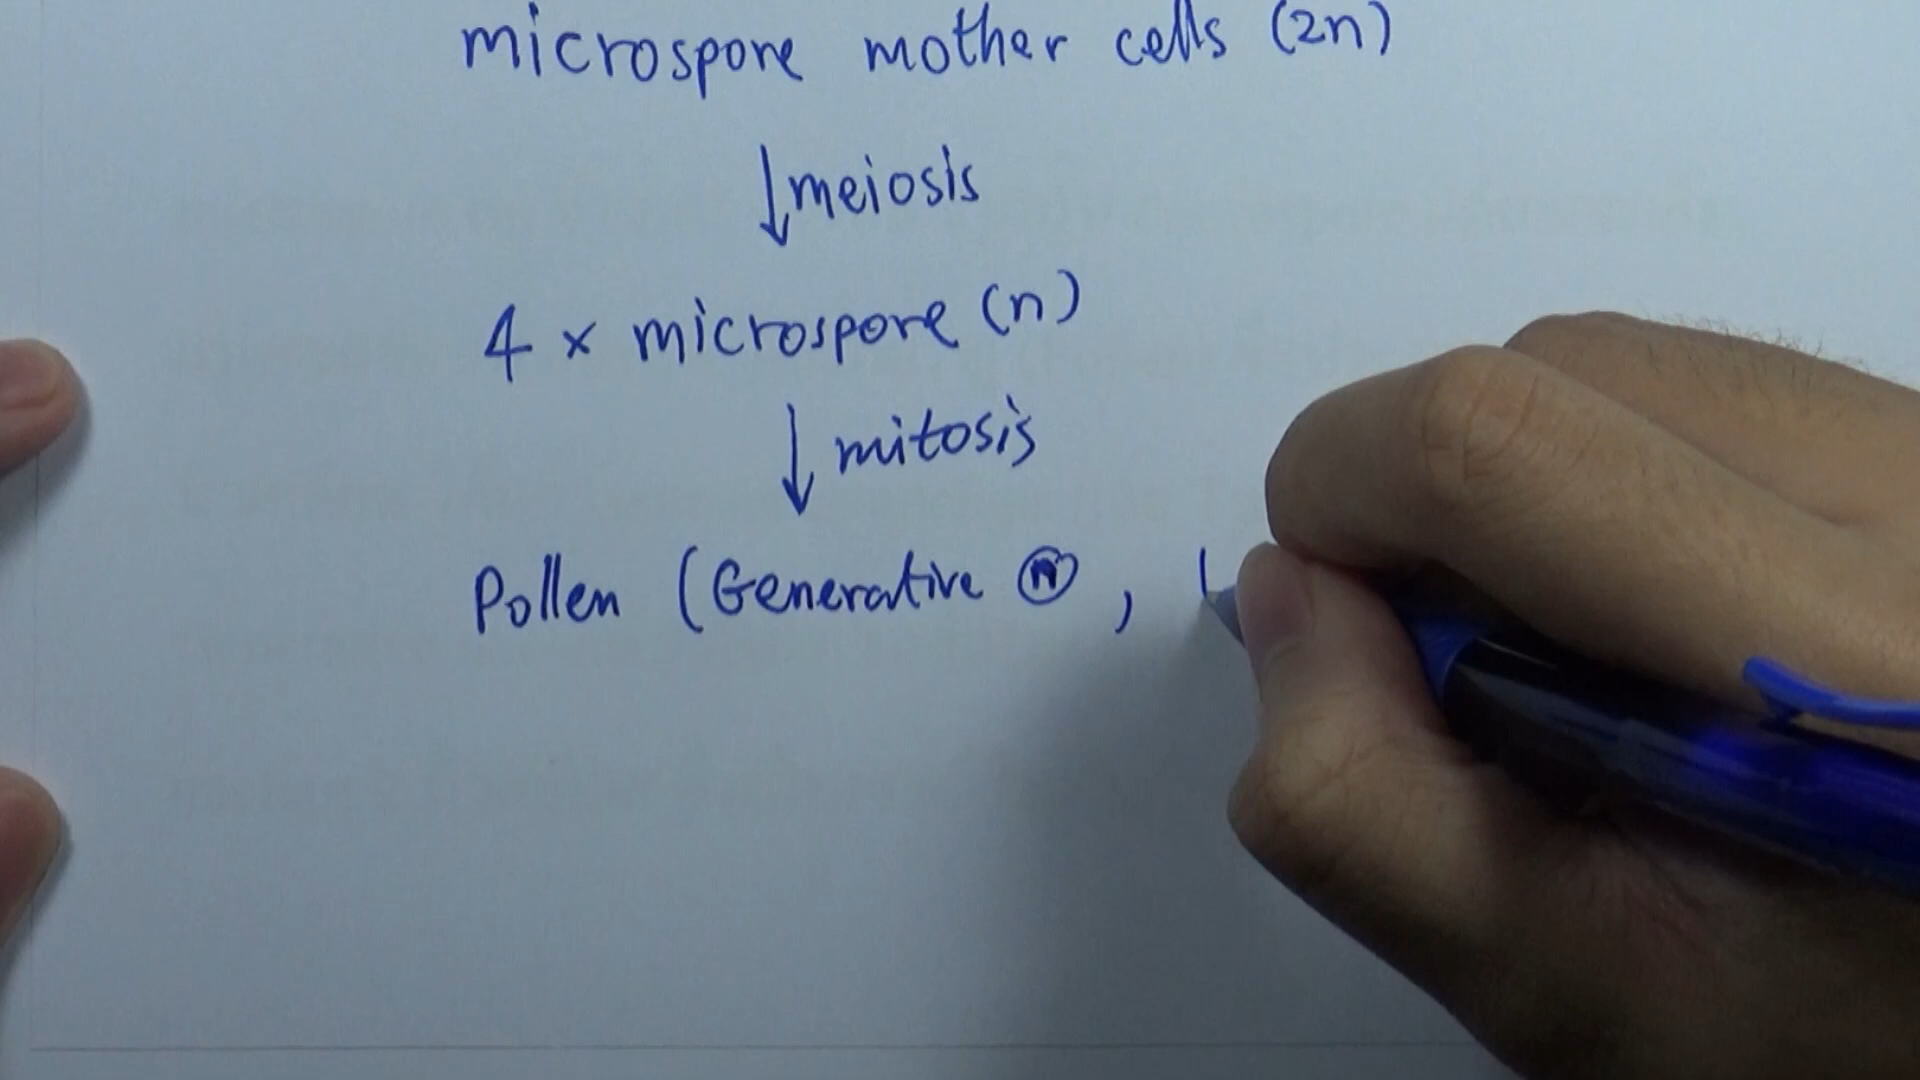 microspore mother cells (2n)
↓ meiosis
4 × microspore (n)
↓ mitosis
Pollen (Generative Ⓝ,